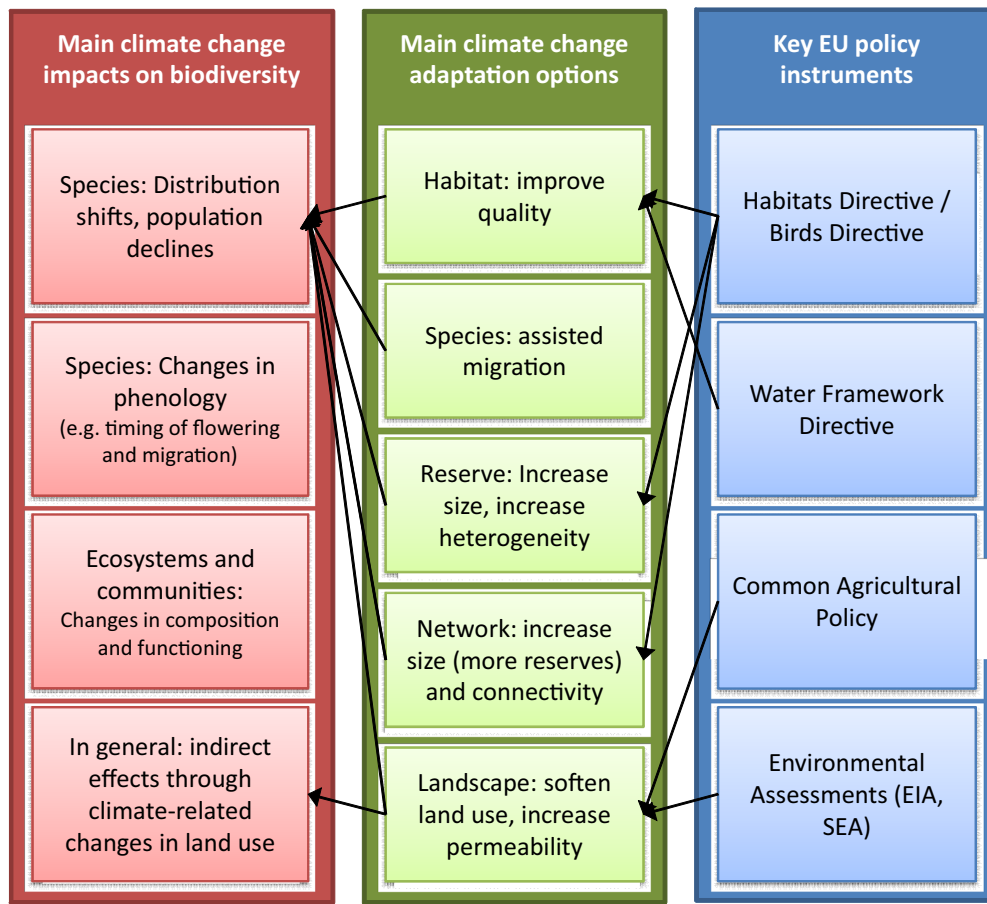 Main climate change
impacts on biodiversity
Species: Distribution
shifts, population
declines
Species: Changes in
phenology
(e.g. timing of flowering
and migration)
Ecosystems and
communities:
Changes in composition
and functioning
In general: indirect
effects through
climate-related
changes in land use
Main climate change
adaptation options
Habitat: improve
quality
Species: assisted
migration
Reserve: Increase
size, increase
heterogeneity
Network: increase
size (more reserves)
and connectivity
Landscape: soften
land use, increase
permeability
Key EU policy
instruments
Habitats Directive /
Birds Directive
Water Framework
Directive
Common Agricultural
Policy
Environmental
Assessments (EIA,
SEA)